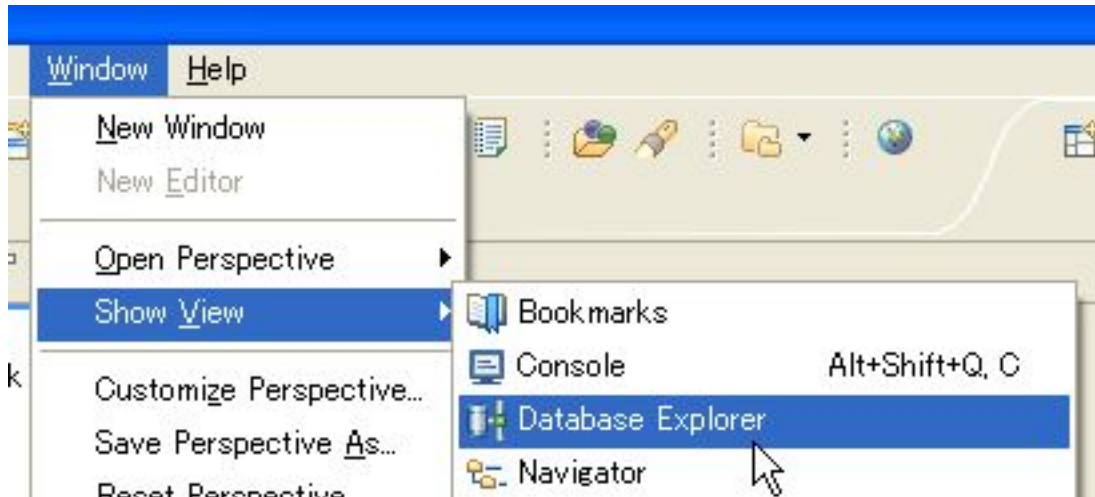 Window Help
New Window
New Editor
Open Perspective
Show View
Bookmarks
Console Alt+Shift+Q, C
Customize Perspective...
Database Explorer
Save Perspective As...
Navigator
Reset Perspective